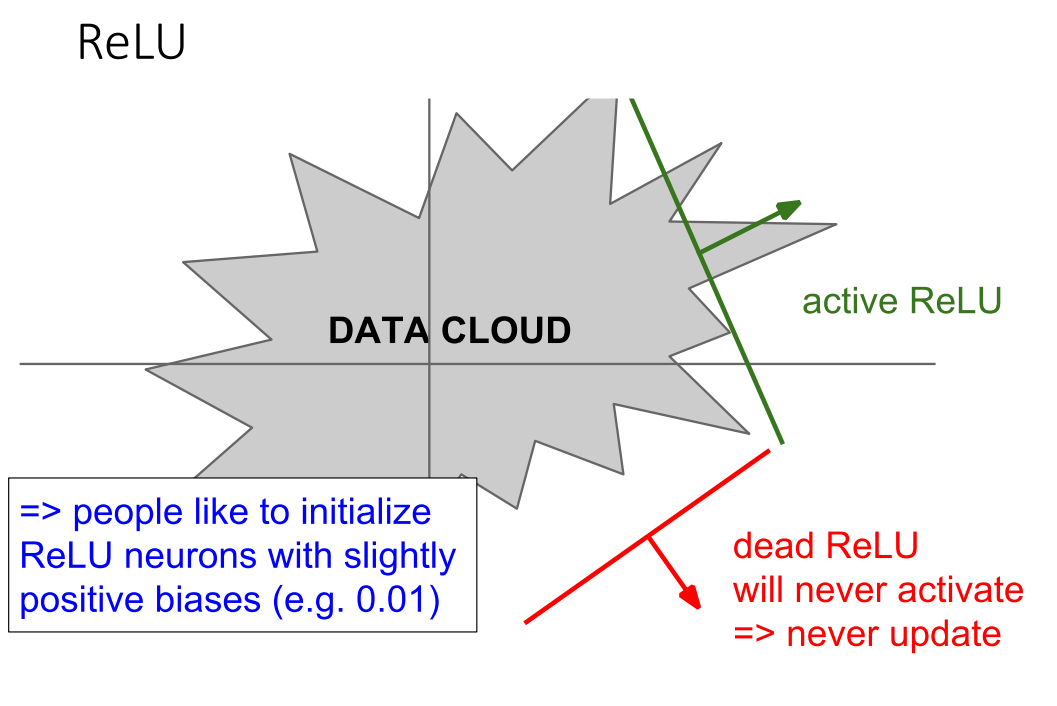 ReLU
DATA CLOUD
active ReLU
=> people like to initialize
ReLU neurons with slightly
positive biases (e.g. 0.01)
dead ReLU
will never activate
=> never update